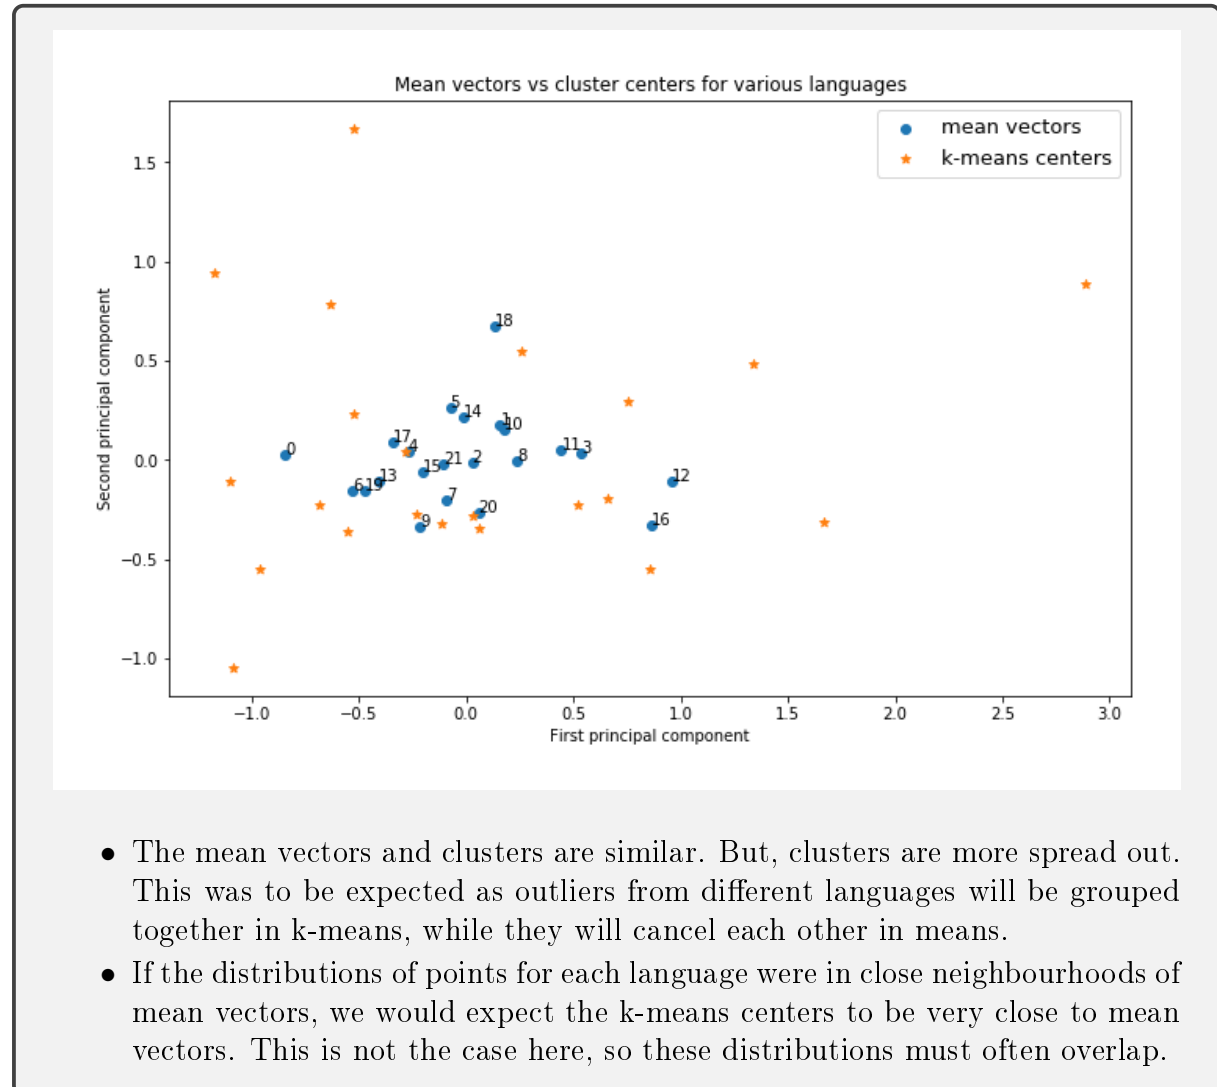 Mean vectors vs cluster centers for various languages
mean vectors
k-means centers
1.5
1.0
0.5
0.0
−0.5
−1.0
Second principal component
18
5
14
1
10
17
4
0
11
3
15
21
2
8
13
12
6
19
7
20
9
16
−1.0 −0.5 0.0 0.5 1.0 1.5 2.0 2.5 3.0
First principal component
• The mean vectors and clusters are similar. But, clusters are more spread out.
This was to be expected as outliers from different languages will be grouped
together in k-means, while they will cancel each other in means.
• If the distributions of points for each language were in close neighbourhoods of
mean vectors, we would expect the k-means centers to be very close to mean
vectors. This is not the case here, so these distributions must often overlap.